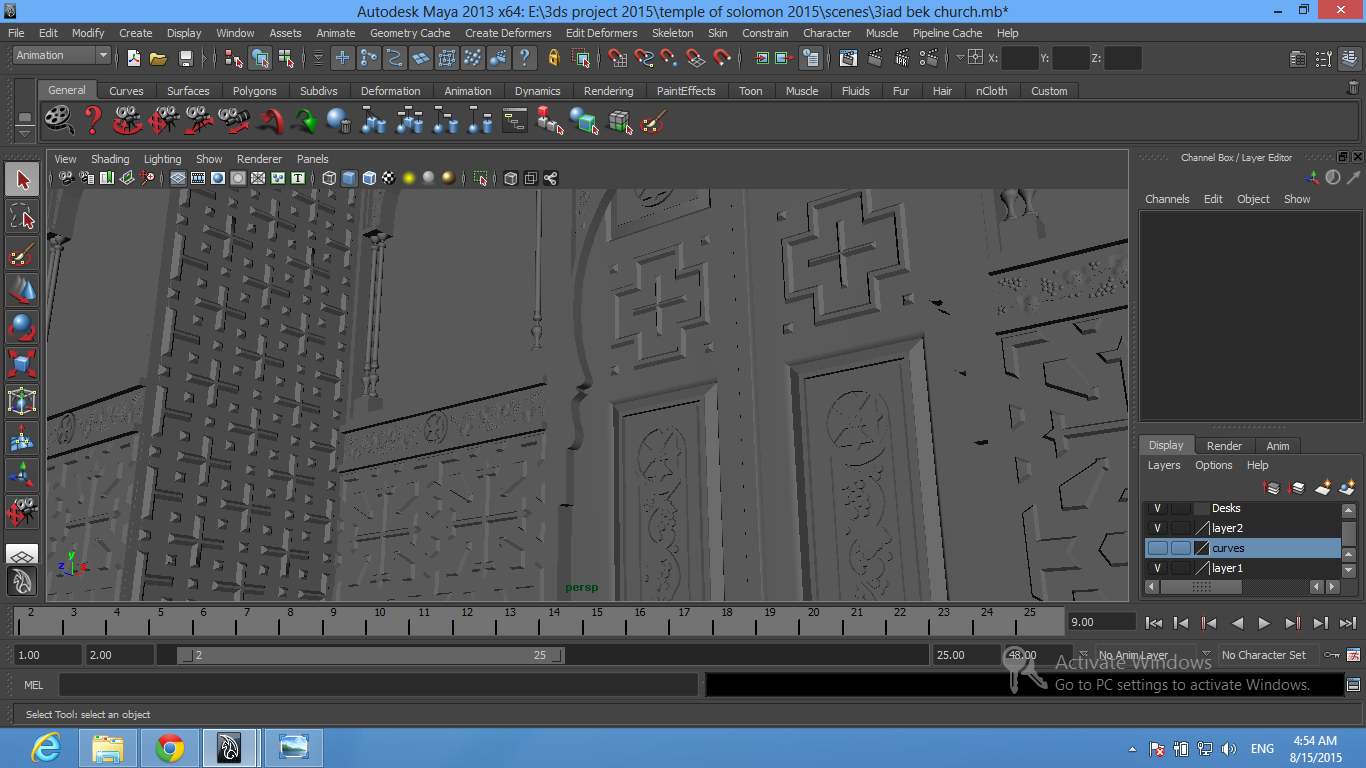 Autodesk Maya 2013 x64: E:\3ds project 2015\temple of solomon 2015\scenes\3iad bek church.mb*
File Edit Modify Create Display Window Assets Animate Geometry Cache Create Deformers Edit Deformers Skeleton Skin Constrain Character Muscle Pipeline Cache Help
Animation X: Y: Z:
General Curves Surfaces Polygons Subdivs Deformation Animation Dynamics Rendering PaintEffects Toon Muscle Fluids Fur Hair nCloth Custom
View Shading Lighting Show Renderer Panels
Channel Box / Layer Editor
Channels Edit Object Show
Display Render Anim
Layers Options Help
V Desks
V layer2
curves
V layer1
y
z x
persp
2 3 4 5 6 7 8 9 10 11 12 13 14 15 16 17 18 19 20 21 22 23 24 25 9.00
1.00 2.00 2 25 25.00 48.00 No Anim Layer No Character Set
Activate Windows
Go to PC settings to activate Windows.
MEL
Select Tool: select an object
ENG
4:54 AM
8/15/2015